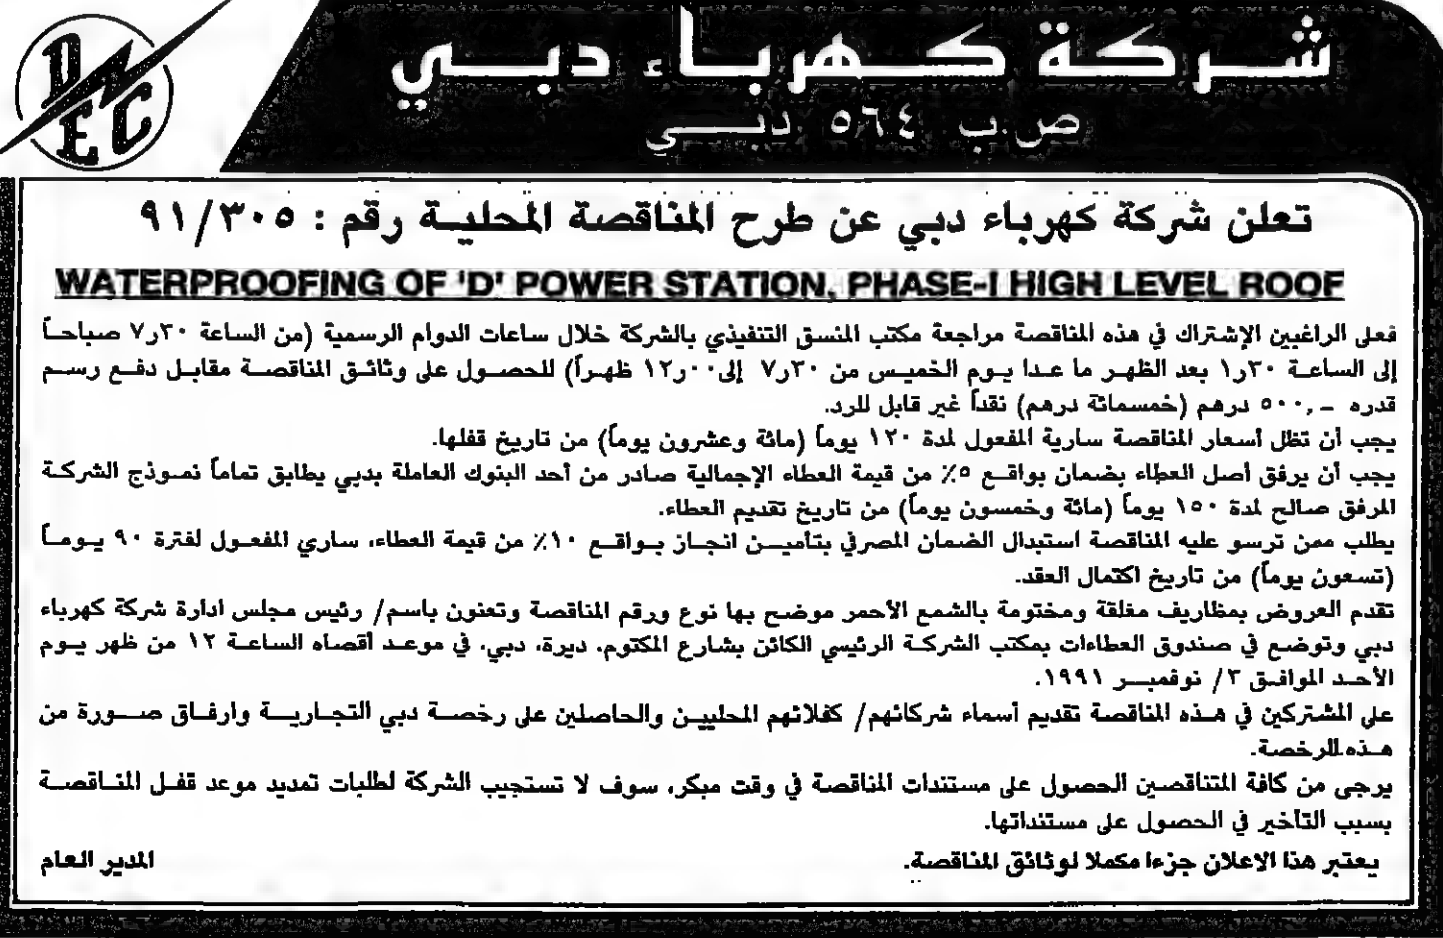 DEC
شركة كهرباء دبي
ص.ب ٥٦٤ دبي
تعلن شركة كهرباء دبي عن طرح المناقصة المحلية رقم : ٩١/٣٠٥
WATERPROOFING OF 'D' POWER STATION, PHASE-I HIGH LEVEL ROOF
فعلى الراغبين الإشتراك في هذه المناقصة مراجعة مكتب المنسق التنفيذي بالشركة خلال ساعات الدوام الرسمية (من الساعة ٧٫٣٠ صباحاً
إلى الساعة ١٫٣٠ بعد الظهر ما عدا يوم الخميس من ٧٫٣٠ إلى ١٢٫٠٠ ظهراً) للحصول على وثائق المناقصة مقابل دفع رسم
قدره ـ,٥٠٠ درهم (خمسمائة درهم) نقداً غير قابل للرد.
يجب أن تظل أسعار المناقصة سارية المفعول لمدة ١٢٠ يوماً (مائة وعشرون يوماً) من تاريخ قفلها.
يجب أن يرفق أصل العطاء بضمان بواقع ٥٪ من قيمة العطاء الإجمالية صادر من أحد البنوك العاملة بدبي يطابق تماماً نموذج الشركة
المرفق صالح لمدة ١٥٠ يوماً (مائة وخمسون يوماً) من تاريخ تقديم العطاء.
يطلب ممن ترسو عليه المناقصة استبدال الضمان المصرفي بتأمين انجاز بواقع ١٠٪ من قيمة العطاء، ساري المفعول لفترة ٩٠ يوماً
(تسعون يوماً) من تاريخ اكتمال العقد.
تقدم العروض بمظاريف مغلقة ومختومة بالشمع الأحمر موضح بها نوع ورقم المناقصة وتعنون باسم/ رئيس مجلس ادارة شركة كهرباء
دبي وتوضع في صندوق العطاءات بمكتب الشركة الرئيسي الكائن بشارع المكتوم، ديرة، دبي، في موعد أقصاه الساعة ١٢ من ظهر يوم
الأحد الموافق ٣/ نوفمبر ١٩٩١.
على المشتركين في هذه المناقصة تقديم أسماء شركائهم/ كفلائهم المحليين والحاصلين على رخصة دبي التجارية وارفاق صورة من
هذه الرخصة.
يرجى من كافة المتناقصين الحصول على مستندات المناقصة في وقت مبكر، سوف لا تستجيب الشركة لطلبات تمديد موعد قفل المناقصة
بسبب التأخير في الحصول على مستنداتها.
يعتبر هذا الاعلان جزءا مكملا لوثائق المناقصة.
المدير العام